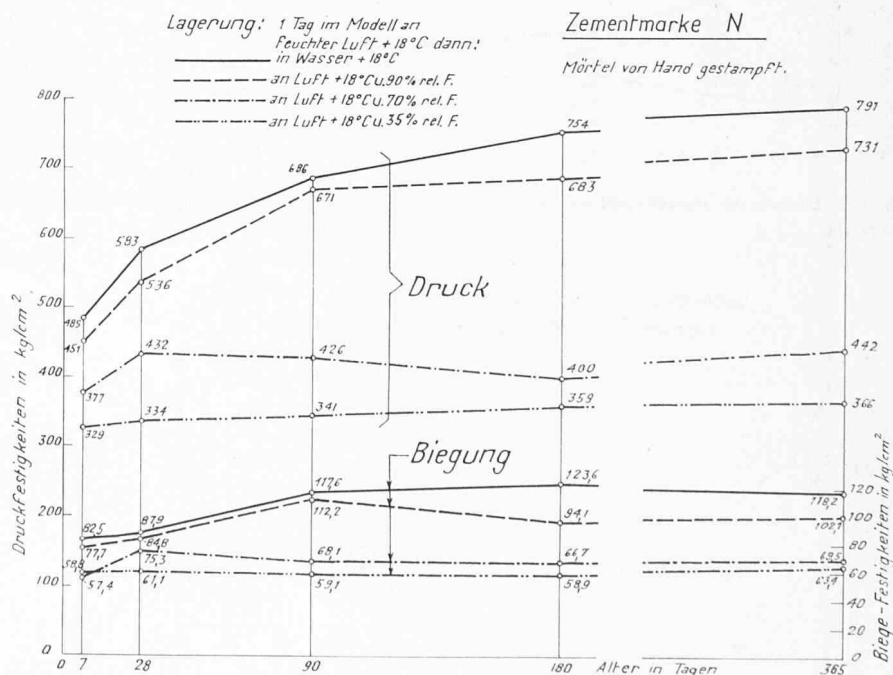 Lagerung: 1 Tag im Modell an
Feuchter Luft + 18°C dann:
in Wasser + 18°C
an Luft + 18°C u. 90% rel. F.
an Luft + 18°C u. 70% rel. F.
an Luft + 18°C u. 35% rel. F.
Zementmarke N
Mörtel von Hand gestampft.
Druckfestigkeiten in kg/cm²
800
700
600
500
400
300
200
100
0
485 583 686 754 791
451 536 671 683 731
Druck
377 432 426 400 442
329 334 341 359 366
Biegung
82,5 87,9 117,6 123,6 118,2
77,7 84,8 112,2 94,1 102,1
75,3 68,1 66,7 69,5
57,4 61,1 59,1 58,9 63,4
120
100
80
60
40
20
0
Biege-Festigkeiten in kg/cm²
0 7 28 90 180 Alter in Tagen 365